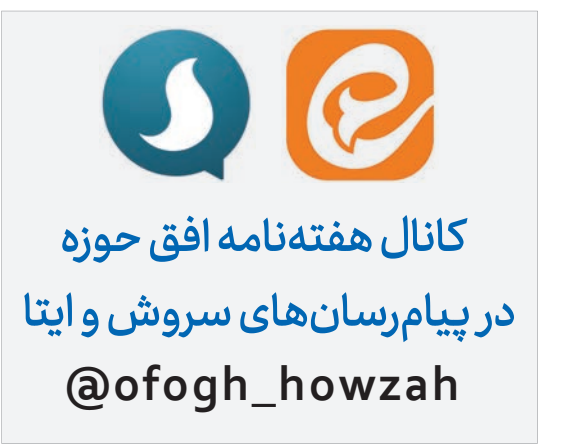 کانال هفته‌نامه افق حوزه
در پیام‌رسان‌های سروش و ایتا
@ofogh_howzah